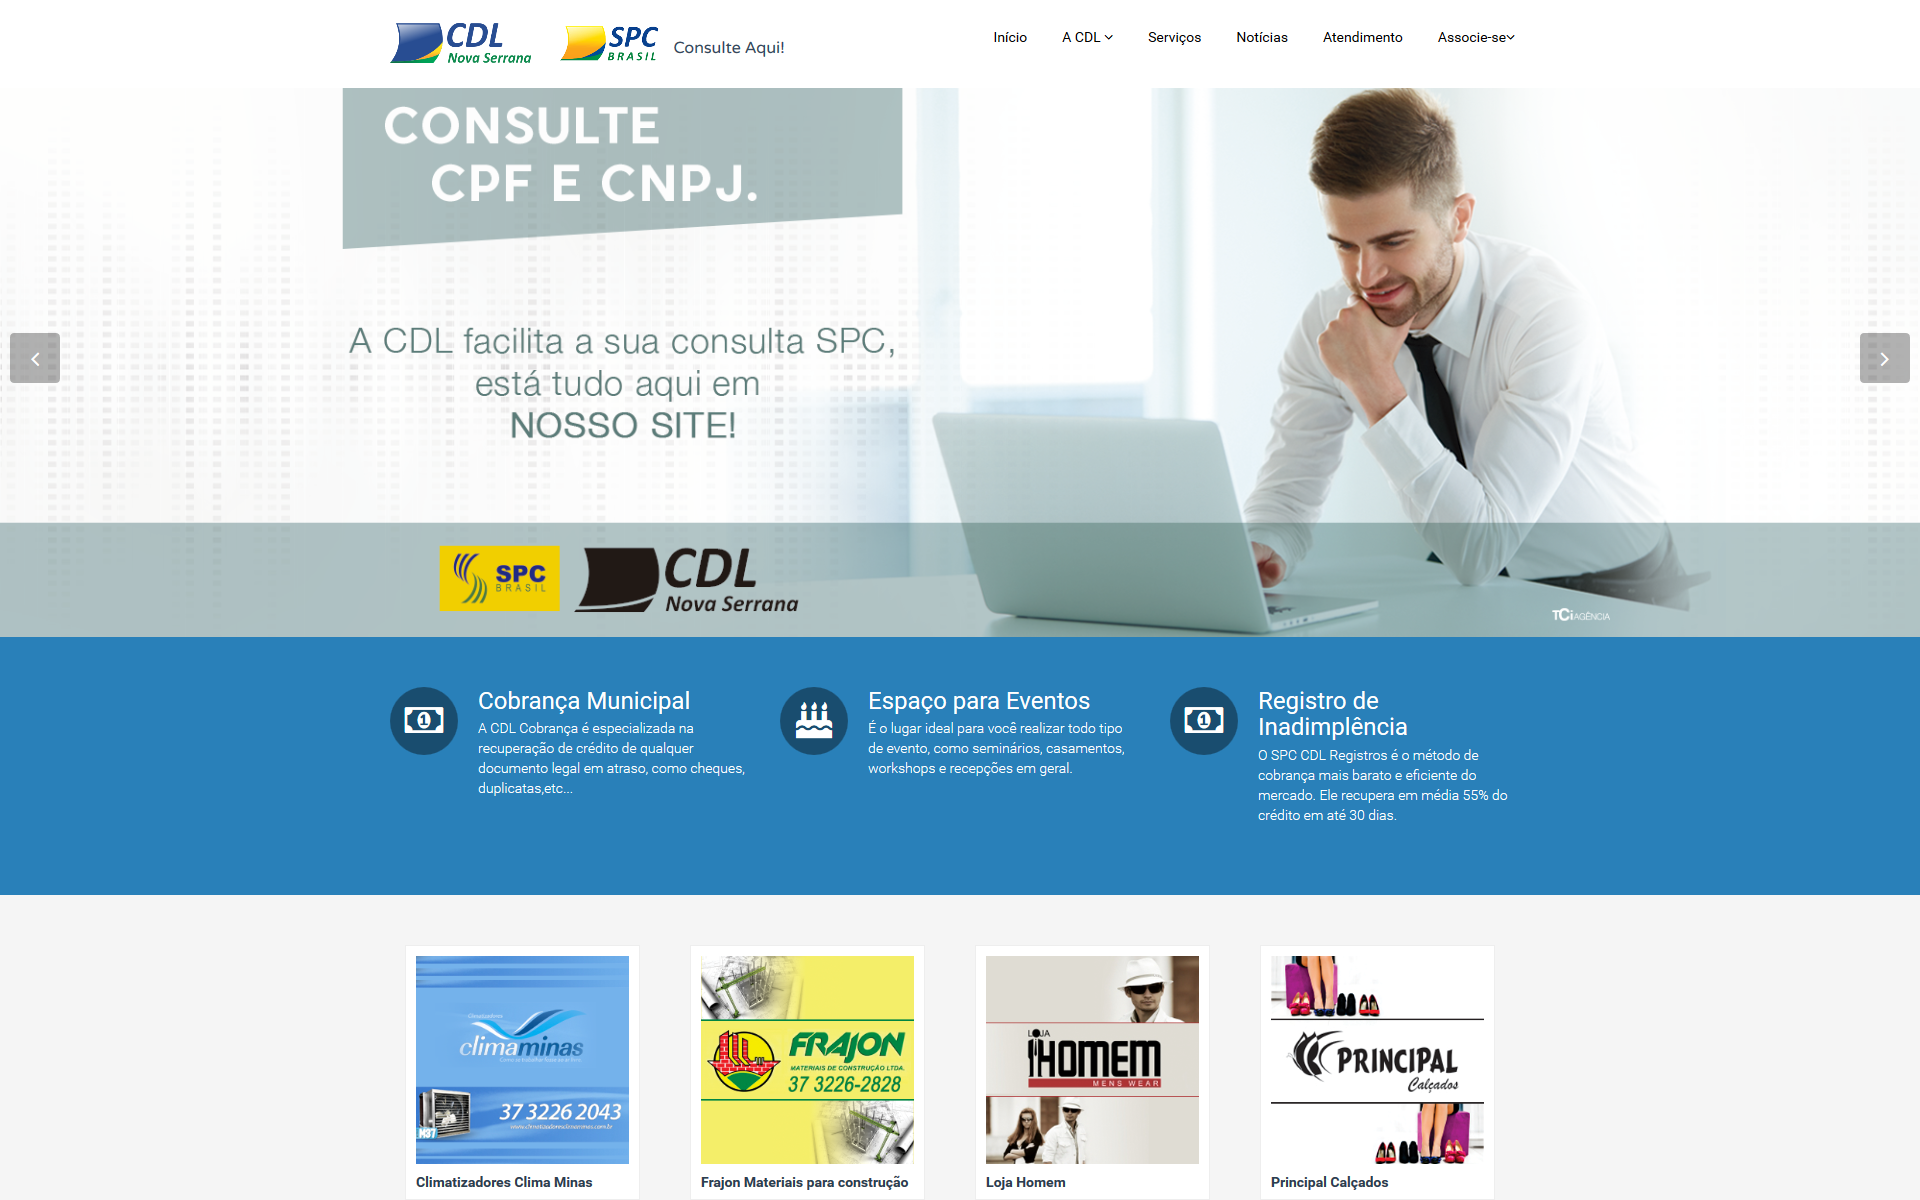 CDL
Nova Serrana
SPC
BRASIL
Consulte Aqui!
Início
A CDL
Serviços
Notícias
Atendimento
Associe-se
CONSULTE
CPF E CNPJ.
A CDL facilita a sua consulta SPC,
está tudo aqui em
NOSSO SITE!
SPC
BRASIL
CDL
Nova Serrana
TCi AGÊNCIA
Cobrança Municipal
A CDL Cobrança é especializada na
recuperação de crédito de qualquer
documento legal em atraso, como cheques,
duplicatas,etc...
Espaço para Eventos
É o lugar ideal para você realizar todo tipo
de evento, como seminários, casamentos,
workshops e recepções em geral.
Registro de
Inadimplência
O SPC CDL Registros é o método de
cobrança mais barato e eficiente do
mercado. Ele recupera em média 55% do
crédito em até 30 dias.
Climatizadores
climaminas
M37
37 3226 2043
www.climatizadoresclimaminas.com.br
Climatizadores Clima Minas
FRAJON
MATERIAIS DE CONSTRUÇÃO LTDA.
37 3226-2828
Frajon Materiais para construção
LOJA
HOMEM
MENS WEAR
Loja Homem
PRINCIPAL
Calçados
Principal Calçados